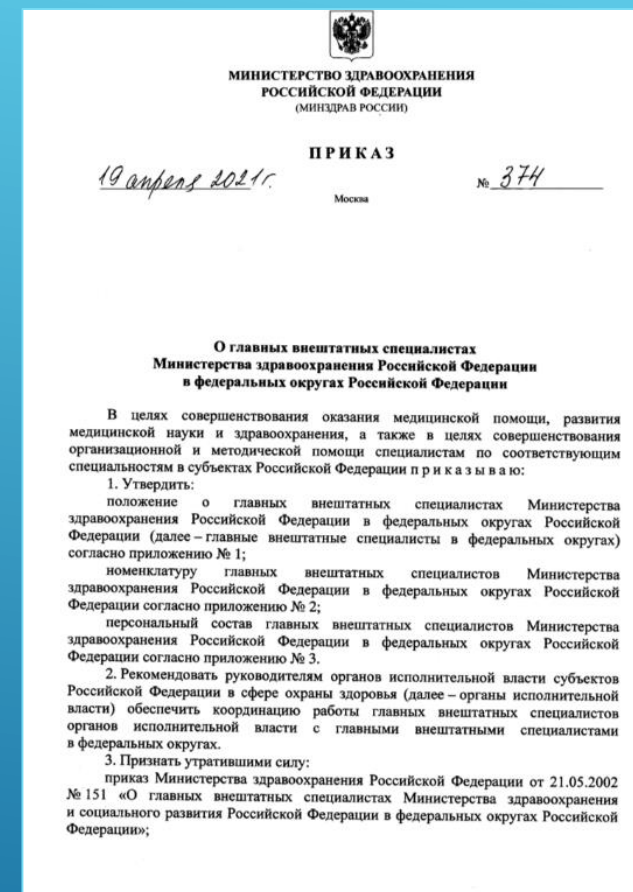 МИНИСТЕРСТВО ЗДРАВООХРАНЕНИЯ
РОССИЙСКОЙ ФЕДЕРАЦИИ
(МИНЗДРАВ РОССИИ)
ПРИКАЗ
19 апреля 2021г.
№ 374
Москва
О главных внештатных специалистах
Министерства здравоохранения Российской Федерации
в федеральных округах Российской Федерации
В целях совершенствования оказания медицинской помощи, развития
медицинской науки и здравоохранения, а также в целях совершенствования
организационной и методической помощи специалистам по соответствующим
специальностям в субъектах Российской Федерации п р и к а з ы в а ю:
1. Утвердить:
положение о главных внештатных специалистах Министерства
здравоохранения Российской Федерации в федеральных округах Российской
Федерации (далее – главные внештатные специалисты в федеральных округах)
согласно приложению № 1;
номенклатуру главных внештатных специалистов Министерства
здравоохранения Российской Федерации в федеральных округах Российской
Федерации согласно приложению № 2;
персональный состав главных внештатных специалистов Министерства
здравоохранения Российской Федерации в федеральных округах Российской
Федерации согласно приложению № 3.
2. Рекомендовать руководителям органов исполнительной власти субъектов
Российской Федерации в сфере охраны здоровья (далее – органы исполнительной
власти) обеспечить координацию работы главных внештатных специалистов
органов исполнительной власти с главными внештатными специалистами
в федеральных округах.
3. Признать утратившими силу:
приказ Министерства здравоохранения Российской Федерации от 21.05.2002
№ 151 «О главных внештатных специалистах Министерства здравоохранения
и социального развития Российской Федерации в федеральных округах Российской
Федерации»;